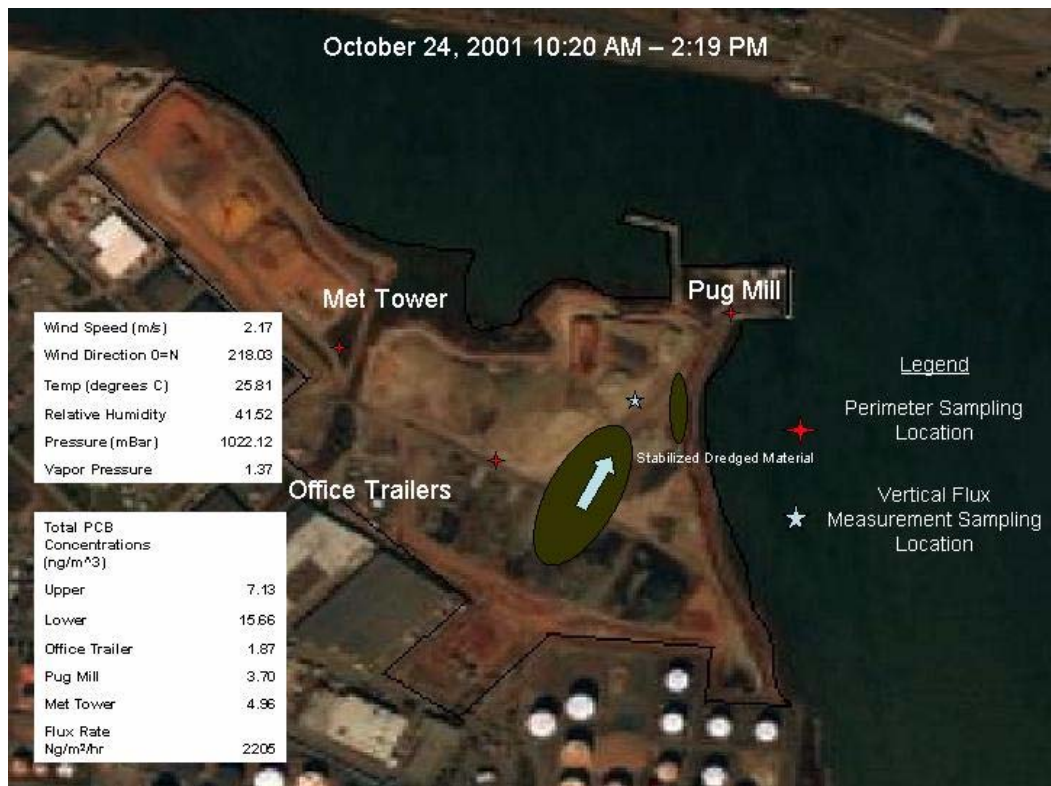 October 24, 2001 10:20 AM – 2:19 PM
Met Tower
Pug Mill
Wind Speed (m/s) 2.17
Wind Direction 0=N 218.03
Temp (degrees C) 25.81
Relative Humidity 41.52
Pressure (mBar) 1022.12
Vapor Pressure 1.37
Legend
Perimeter Sampling
Location
Stabilized Dredged Material
Office Trailers
Vertical Flux
Measurement Sampling
Location
Total PCB
Concentrations
(ng/m^3)
Upper 7.13
Lower 15.66
Office Trailer 1.87
Pug Mill 3.70
Met Tower 4.96
Flux Rate
Ng/m²/hr 2205